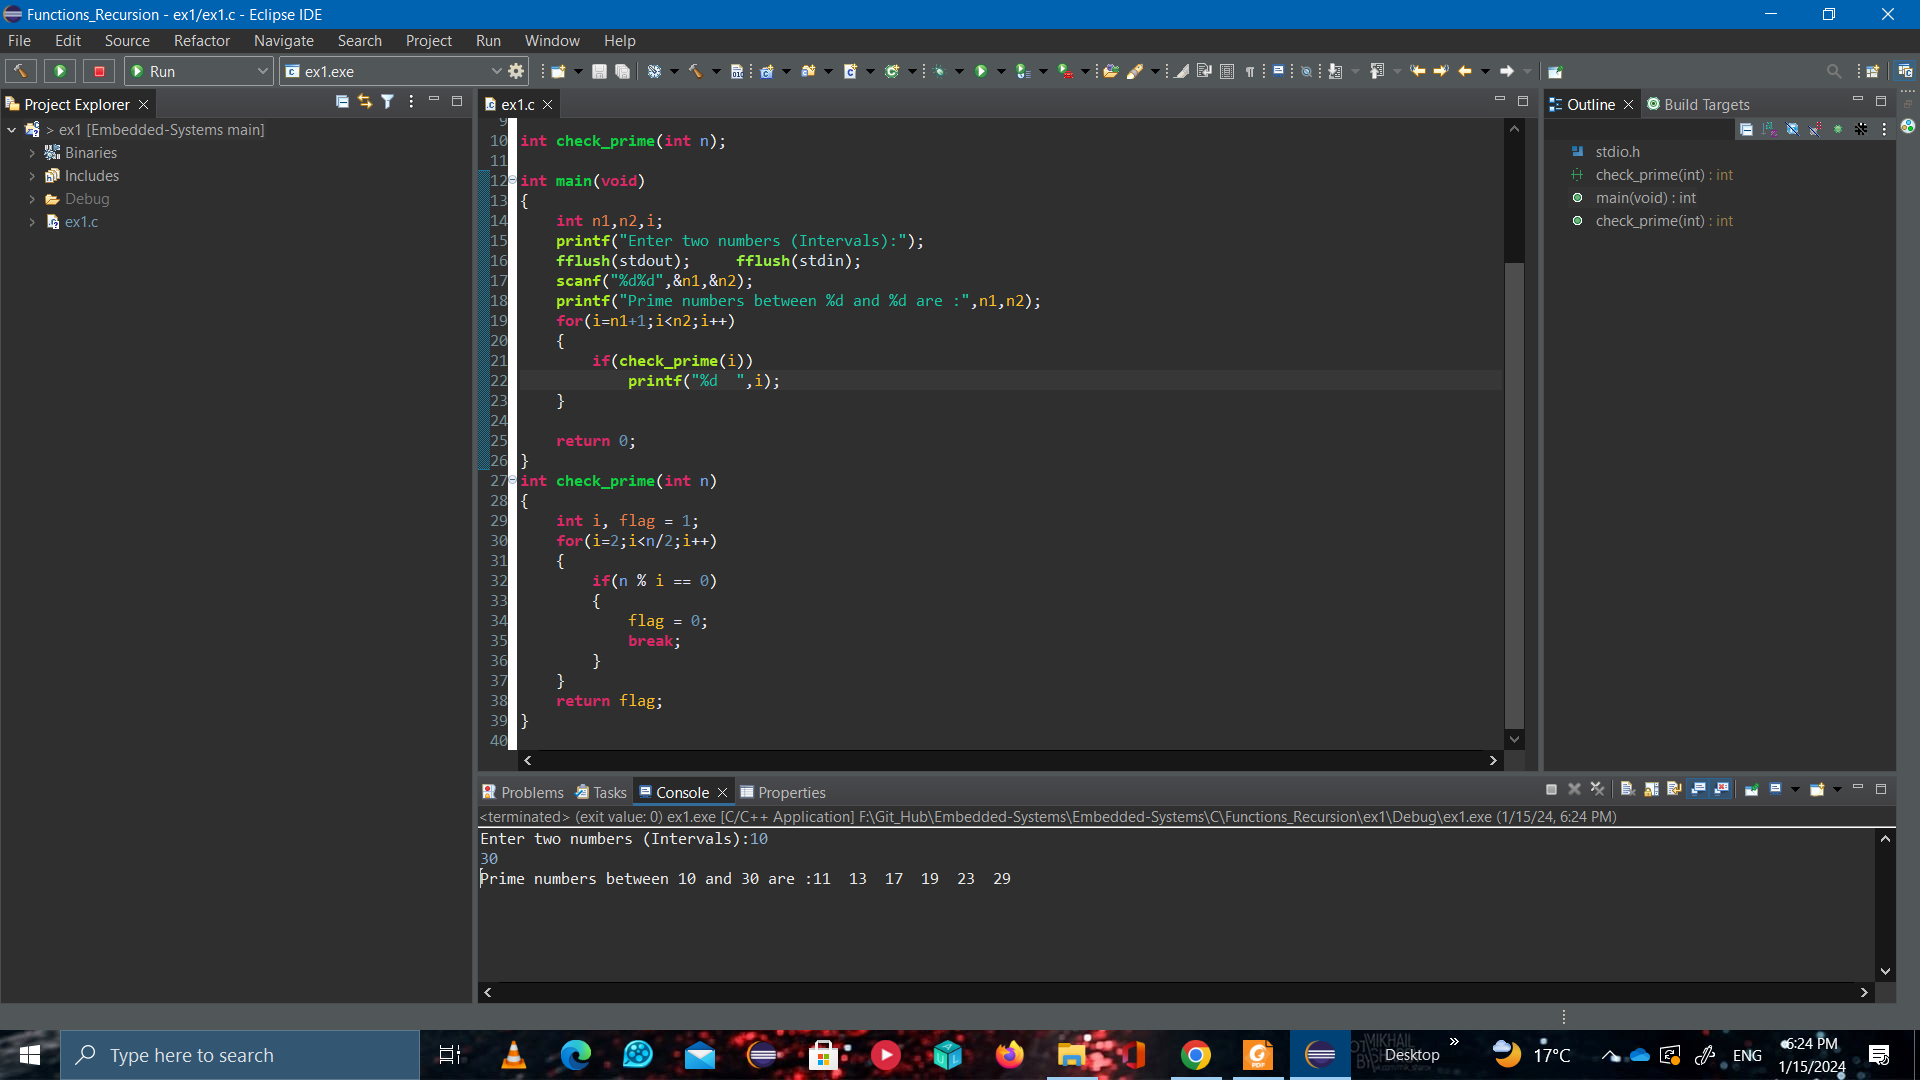 Functions_Recursion - ex1/ex1.c - Eclipse IDE
File Edit Source Refactor Navigate Search Project Run Window Help
Run ex1.exe
Project Explorer
> ex1 [Embedded-Systems main]
Binaries
Includes
Debug
ex1.c
ex1.c
9
10 int check_prime(int n);
11
12 int main(void)
13 {
14     int n1,n2,i;
15     printf("Enter two numbers (Intervals):");
16     fflush(stdout);     fflush(stdin);
17     scanf("%d%d",&n1,&n2);
18     printf("Prime numbers between %d and %d are :",n1,n2);
19     for(i=n1+1;i<n2;i++)
20     {
21         if(check_prime(i))
22             printf("%d  ",i);
23     }
24
25     return 0;
26 }
27 int check_prime(int n)
28 {
29     int i, flag = 1;
30     for(i=2;i<n/2;i++)
31     {
32         if(n % i == 0)
33         {
34             flag = 0;
35             break;
36         }
37     }
38     return flag;
39 }
40
Outline Build Targets
stdio.h
check_prime(int) : int
main(void) : int
check_prime(int) : int
Problems Tasks Console Properties
<terminated> (exit value: 0) ex1.exe [C/C++ Application] F:\Git_Hub\Embedded-Systems\Embedded-Systems\C\Functions_Recursion\ex1\Debug\ex1.exe (1/15/24, 6:24 PM)
Enter two numbers (Intervals):10
30
Prime numbers between 10 and 30 are :11  13  17  19  23  29
Type here to search
Desktop
17°C
ENG
6:24 PM
1/15/2024